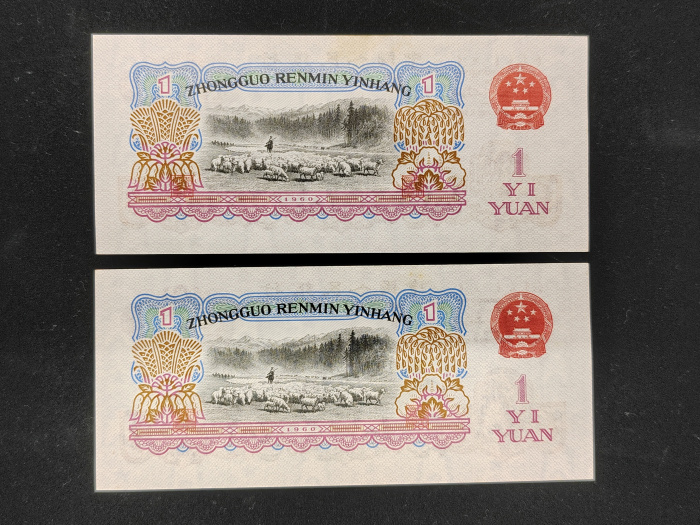 1 ZHONGGUO RENMIN YINHANG 1
1
YI
YUAN
1960
1 ZHONGGUO RENMIN YINHANG 1
1
YI
YUAN
1960